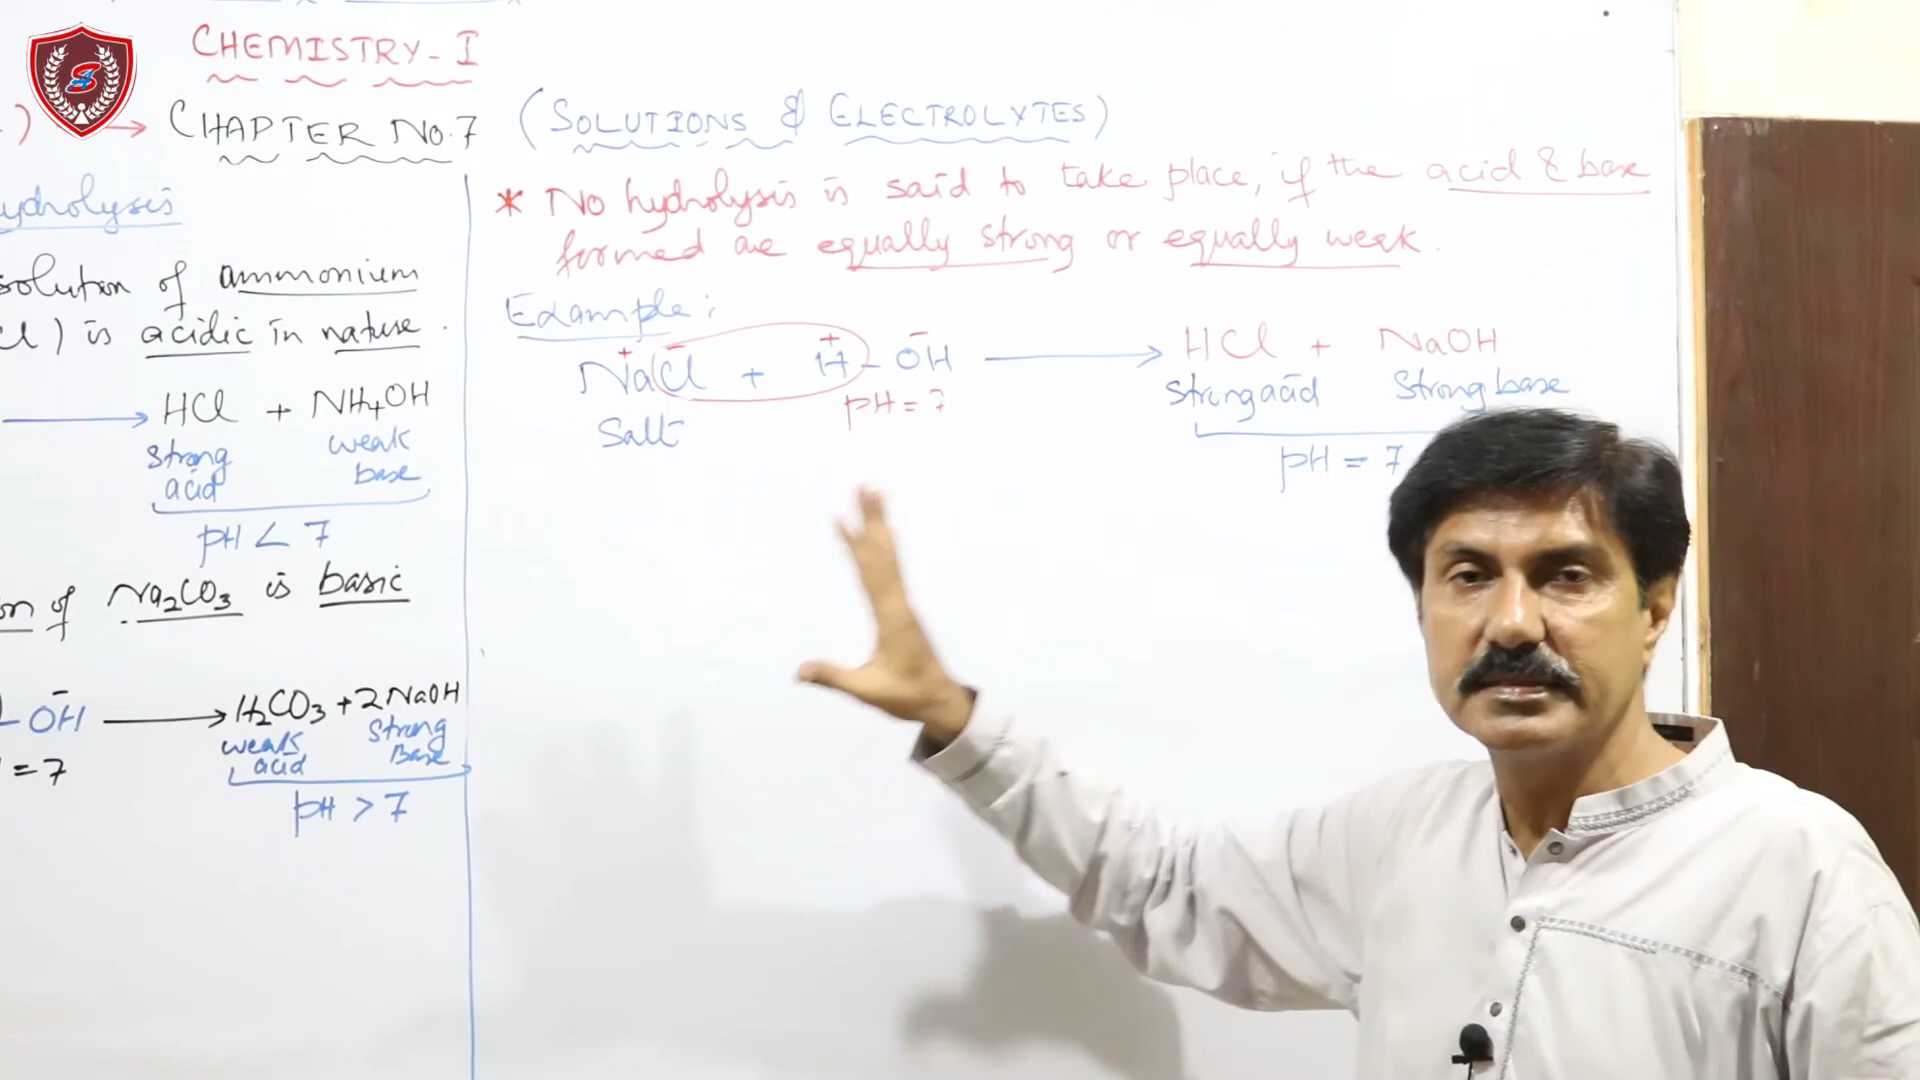 CHEMISTRY-I
) → CHAPTER No.7 (SOLUTIONS & ELECTROLYTES)
ydrolysis
solution of ammonium
Cl) is acidic in nature.
→ HCl + NH4OH
strong acid weak base
pH < 7
on of Na2CO3 is basic
- OH⁻ → H2CO3 + 2NaOH
= 7 weak acid Strong Base
pH > 7
* No hydrolysis is said to take place, if the acid & base
formed are equally strong or equally weak.
Example:
Na⁺Cl⁻ + H⁺ - OH⁻ → HCl + NaOH
Salt pH = 7 strong acid Strong base
pH = 7